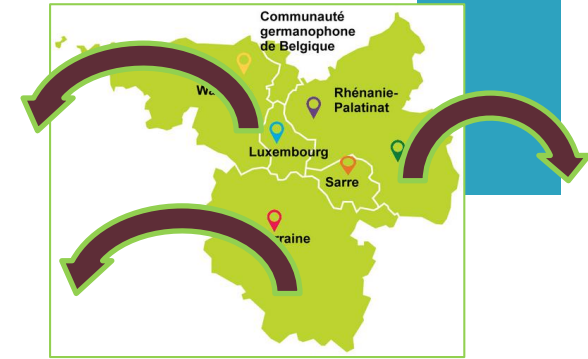 Communauté
germanophone
de Belgique
Rhénanie-
Palatinat
Luxembourg
Sarre